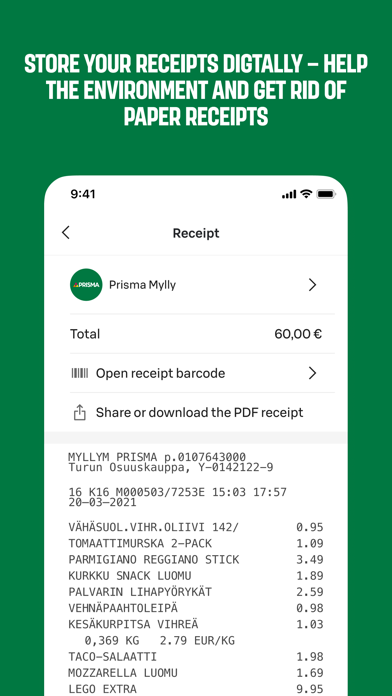 STORE YOUR RECEIPTS DIGTALLY – HELP
THE ENVIRONMENT AND GET RID OF
PAPER RECEIPTS
9:41
Receipt
PRISMA Prisma Mylly
Total 60,00 €
Open receipt barcode
Share or download the PDF receipt
MYLLYM PRISMA p.0107643000
Turun Osuuskauppa, Y-0142122-9
16 K16 M000503/7253E 15:03 17:57
20-03-2021
VÄHÄSUOL.VIHR.OLIIVI 142/ 0.95
TOMAATTIMURSKA 2-PACK 1.09
PARMIGIANO REGGIANO STICK 3.49
KURKKU SNACK LUOMU 1.89
PALVARIN LIHAPYÖRYKÄT 2.59
VEHNÄPAAHTOLEIPÄ 0.98
KESÄKURPITSA VIHREÄ 1.03
0,369 KG 2.79 EUR/KG
TACO-SALAATTI 1.98
MOZZARELLA LUOMU 1.69
LEGO EXTRA 9.95